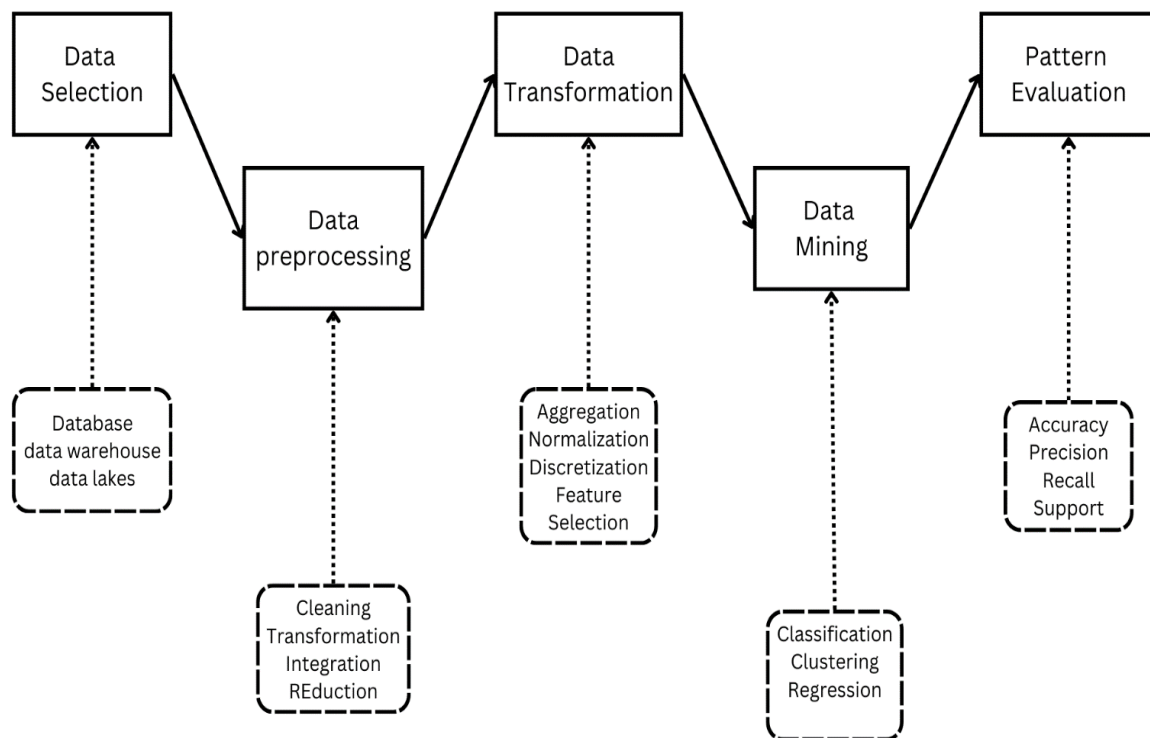 Data
Selection
Data
preprocessing
Data
Transformation
Data
Mining
Pattern
Evaluation
Database
data warehouse
data lakes
Cleaning
Transformation
Integration
REduction
Aggregation
Normalization
Discretization
Feature
Selection
Classification
Clustering
Regression
Accuracy
Precision
Recall
Support